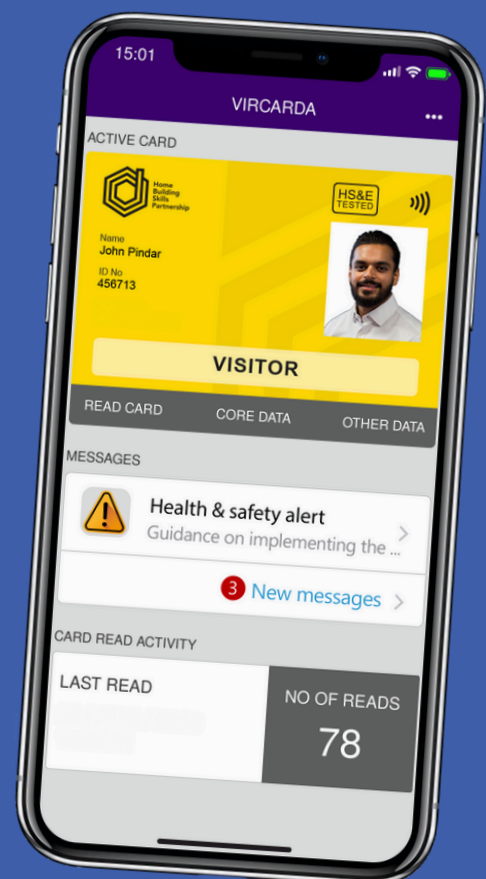 15:01
VIRCARDA
ACTIVE CARD
Home
Building
Skills
Partnership
HS&E
TESTED
Name
John Pindar
ID No
456713
VISITOR
READ CARD CORE DATA OTHER DATA
MESSAGES
Health & safety alert
Guidance on implementing the ...
3 New messages
CARD READ ACTIVITY
LAST READ
NO OF READS
78